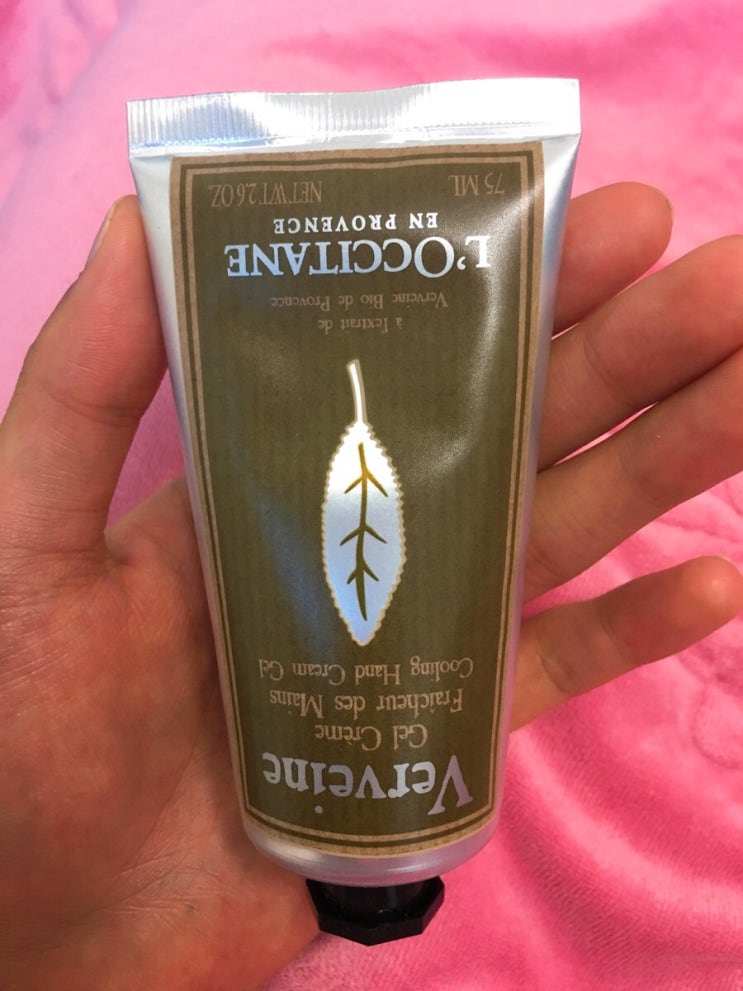 Verveine
Gel Crème
Fraîcheur des Mains
Cooling Hand Cream Gel
à l'extrait de
Verveine Bio de Provence
L'OCCITANE
EN PROVENCE
75 ML NET.WT.2.6 OZ.